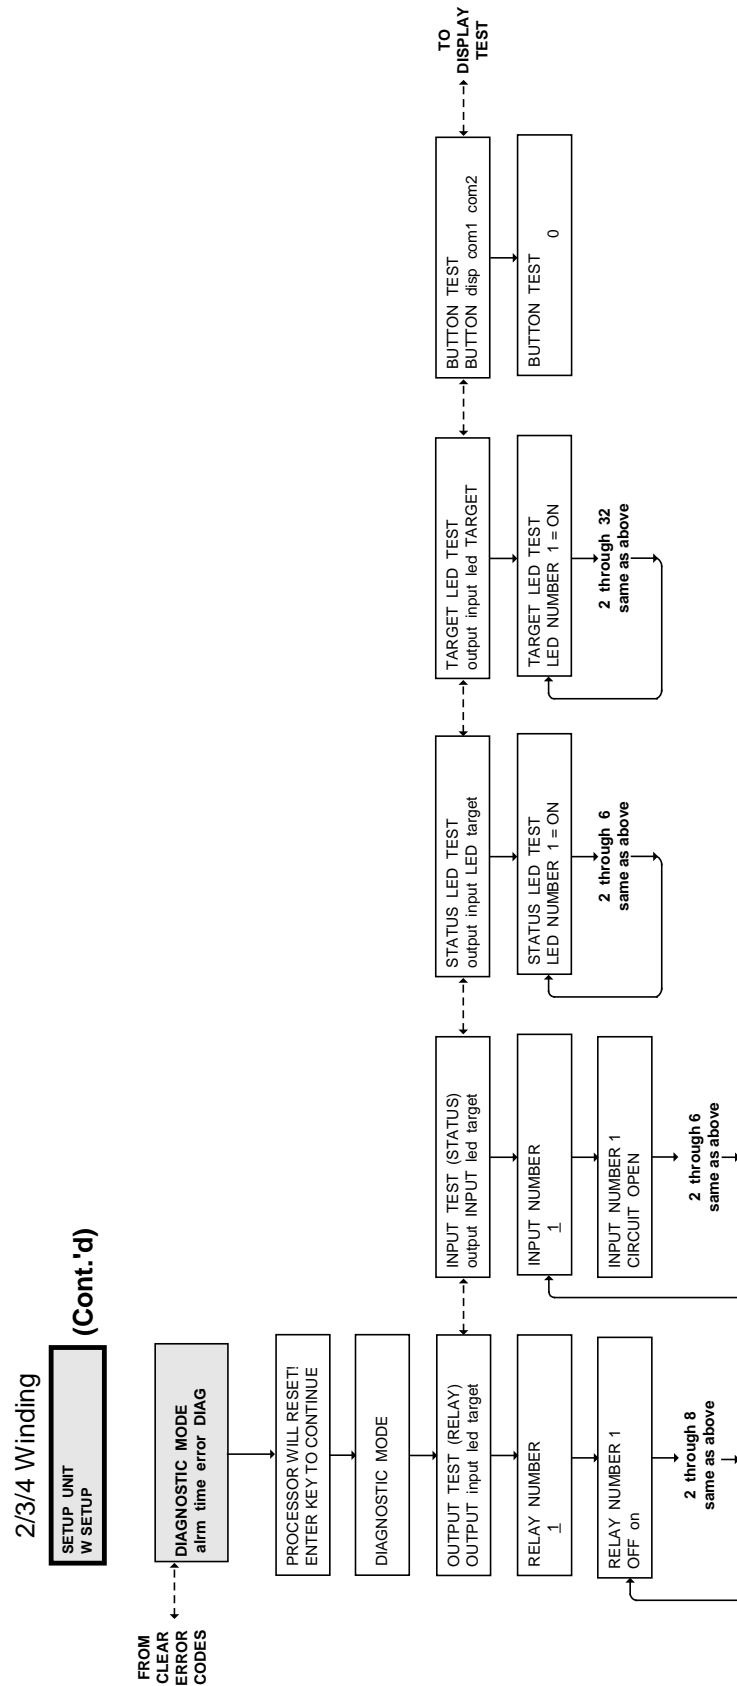 2/3/4 Winding
SETUP UNIT
W SETUP
(Cont.'d)
FROM
CLEAR
ERROR
CODES
DIAGNOSTIC MODE
alrm time error DIAG
PROCESSOR WILL RESET!
ENTER KEY TO CONTINUE
DIAGNOSTIC MODE
OUTPUT TEST (RELAY)
OUTPUT input led target
RELAY NUMBER
1
RELAY NUMBER 1
OFF on
2 through 8
same as above
INPUT TEST (STATUS)
output INPUT led target
INPUT NUMBER
1
INPUT NUMBER 1
CIRCUIT OPEN
2 through 6
same as above
STATUS LED TEST
output input LED target
STATUS LED TEST
LED NUMBER 1 = ON
2 through 6
same as above
TARGET LED TEST
output input led TARGET
TARGET LED TEST
LED NUMBER 1 = ON
2 through 32
same as above
BUTTON TEST
BUTTON disp com1 com2
BUTTON TEST
0
TO
DISPLAY
TEST